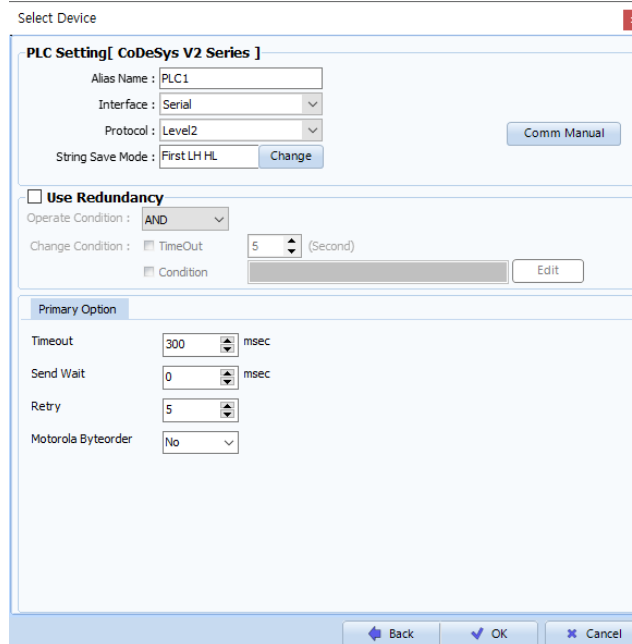 Select Device
PLC Setting[ CoDeSys V2 Series ]
Alias Name : PLC1
Interface : Serial
Protocol : Level2
Comm Manual
String Save Mode : First LH HL Change
Use Redundancy
Operate Condition : AND
Change Condition : TimeOut 5 (Second)
Condition Edit
Primary Option
Timeout 300 msec
Send Wait 0 msec
Retry 5
Motorola Byteorder No
Back OK Cancel